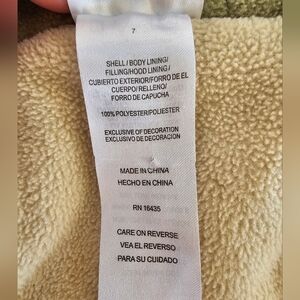 7
SHELL / BODY LINING/
FILLING/HOOD LINING/
CUBIERTO EXTERIOR/FORRO DE EL
CUERPO/RELLENO/
FORRO DE CAPUCHA
100% POLYESTER/POLIESTER
EXCLUSIVE OF DECORATION
EXCLUSIVO DE DECORACION
MADE IN CHINA
HECHO EN CHINA
RN 16435
CARE ON REVERSE
VEA EL REVERSO
PARA SU CUIDADO